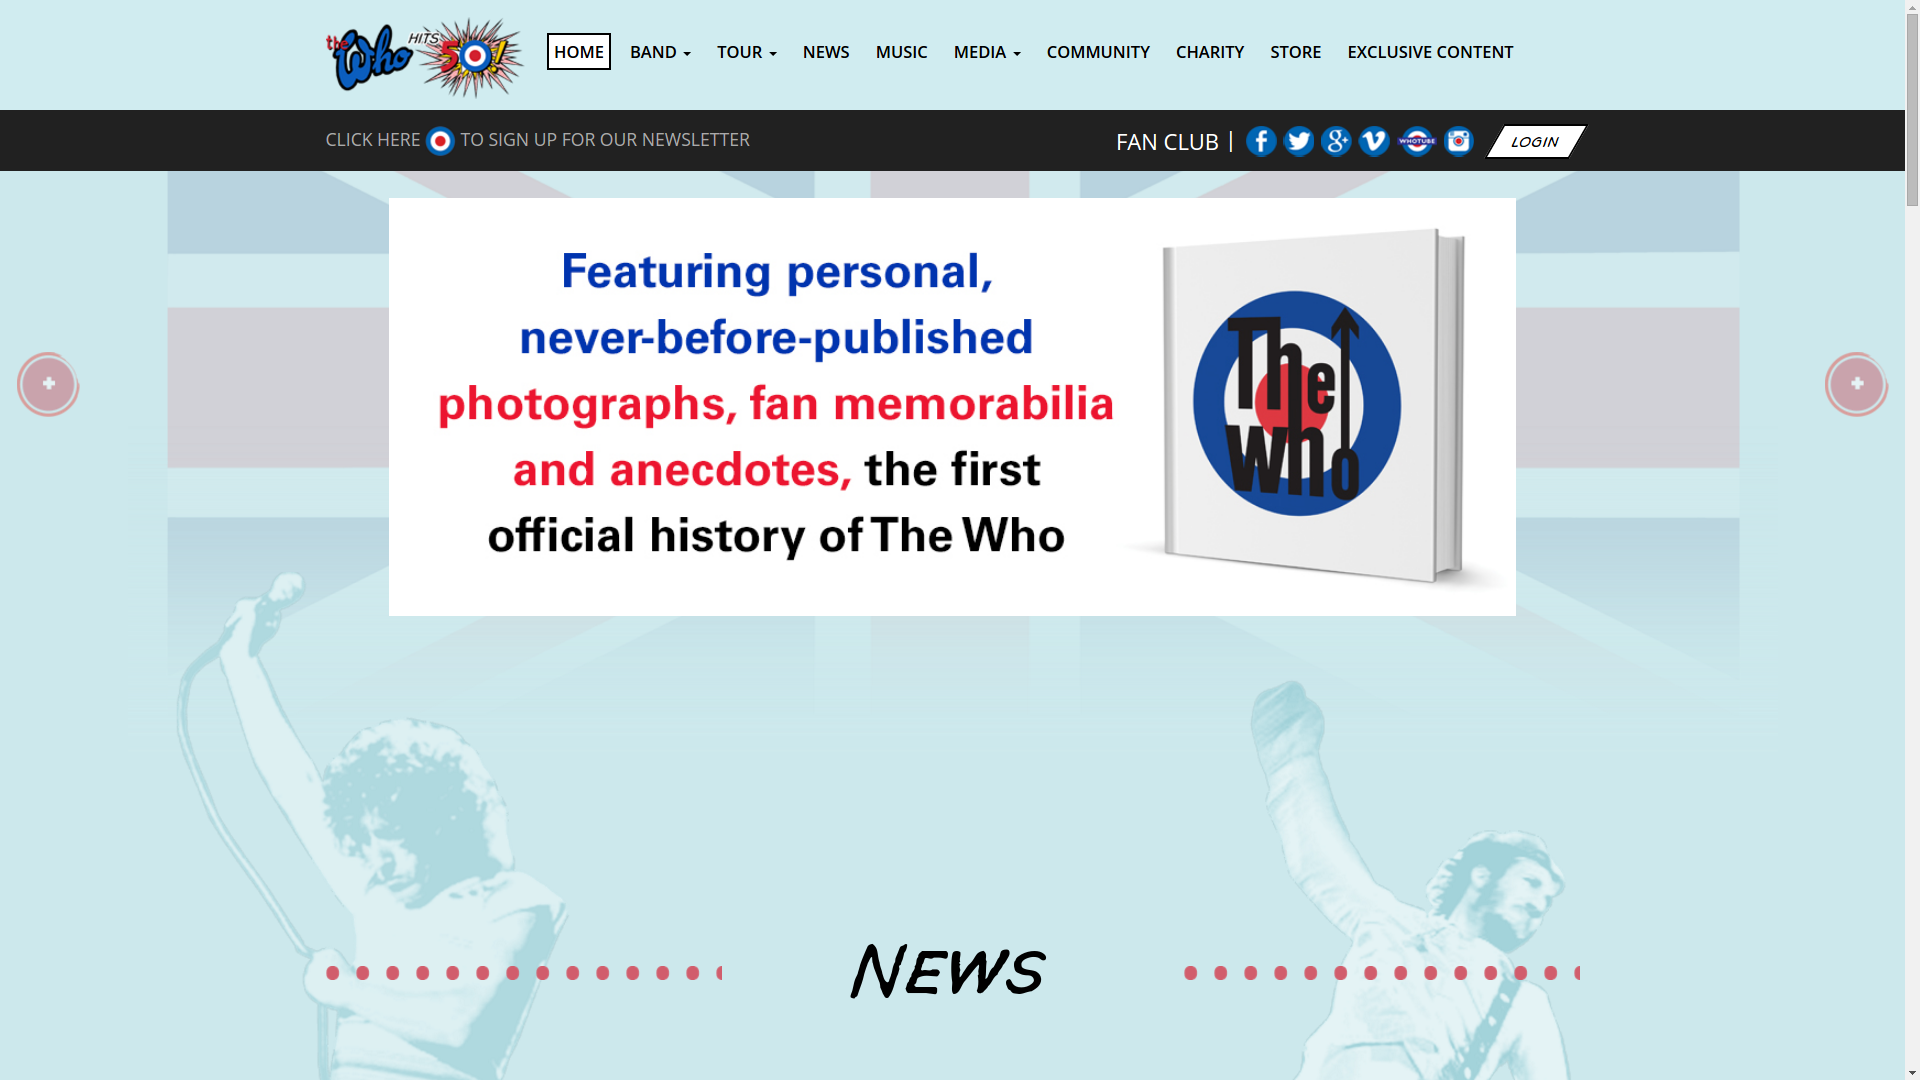 the Who HITS 50!
HOME BAND TOUR NEWS MUSIC MEDIA COMMUNITY CHARITY STORE EXCLUSIVE CONTENT
CLICK HERE TO SIGN UP FOR OUR NEWSLETTER
FAN CLUB | WHOTUBE LOGIN
Featuring personal,
never-before-published
photographs, fan memorabilia
and anecdotes, the first
official history of The Who
The
Who
NEWS